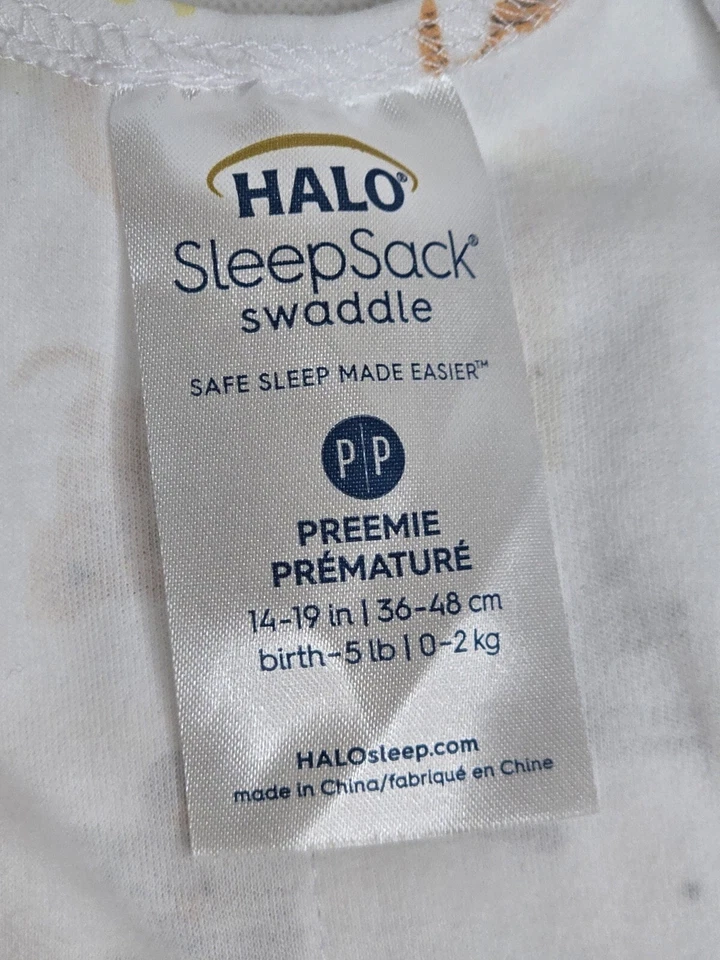 HALO®
SleepSack®
swaddle
SAFE SLEEP MADE EASIER™
P|P
PREEMIE
PRÉMATURÉ
14-19 in | 36-48 cm
birth-5 lb | 0-2 kg
HALOsleep.com
made in China/fabriqué en Chine